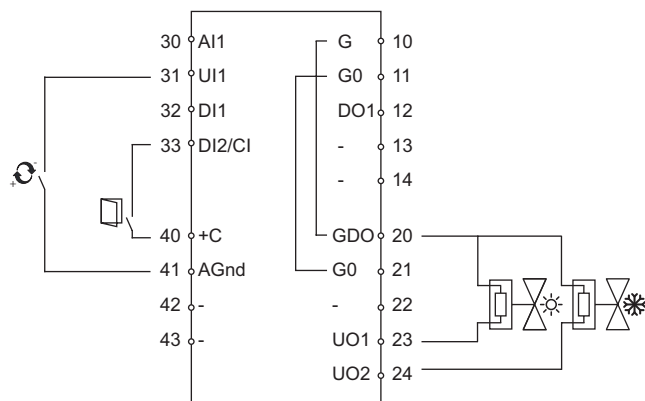 30 AI1 G 10
31 UI1 G0 11
32 DI1 DO1 12
33 DI2/CI - 13
- 14
+ -
40 +C GDO 20
41 AGnd G0 21
42 - - 22
43 - UO1 23
UO2 24